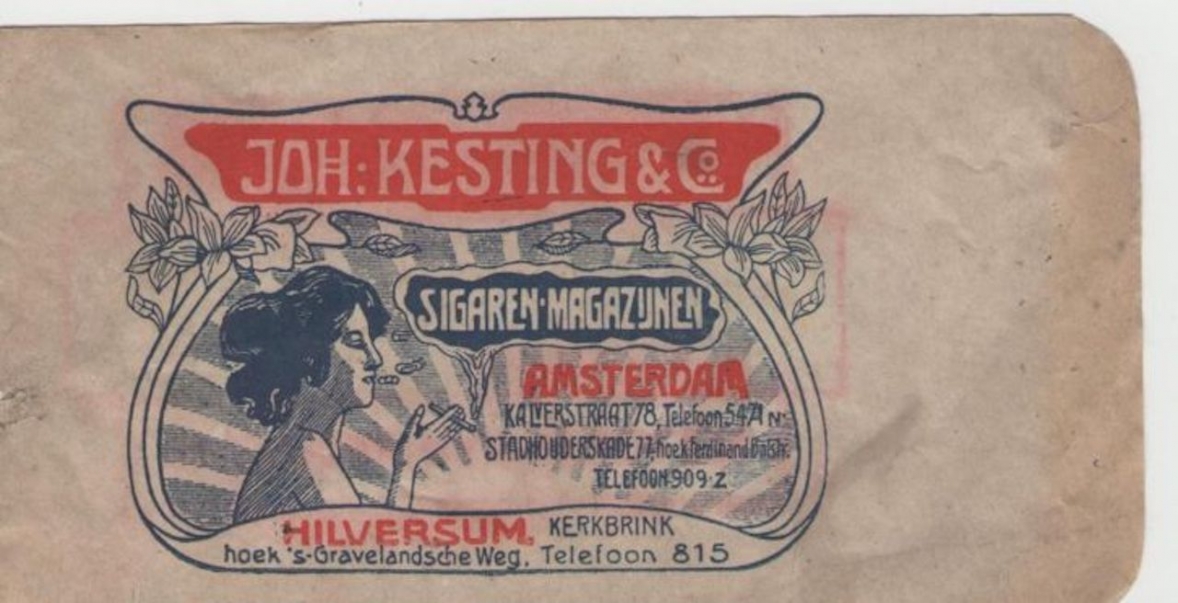 JOH: KESTING & Co
SIGAREN-MAGAZIJNEN
AMSTERDAM
KALVERSTRAAT 78, Telefoon 5471 N.
STADHOUDERSKADE 77, hoek Ferdinand Bolstr.
TELEFOON 909-Z
HILVERSUM, KERKBRINK
hoek 's-Gravelandsche Weg, Telefoon 815